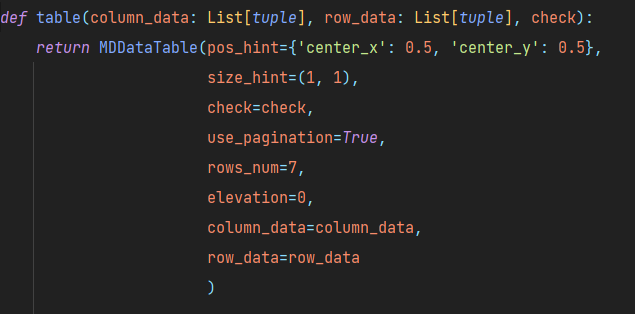 def table(column_data: List[tuple], row_data: List[tuple], check):
return MDDataTable(pos_hint={'center_x': 0.5, 'center_y': 0.5},
size_hint=(1, 1),
check=check,
use_pagination=True,
rows_num=7,
elevation=0,
column_data=column_data,
row_data=row_data
)